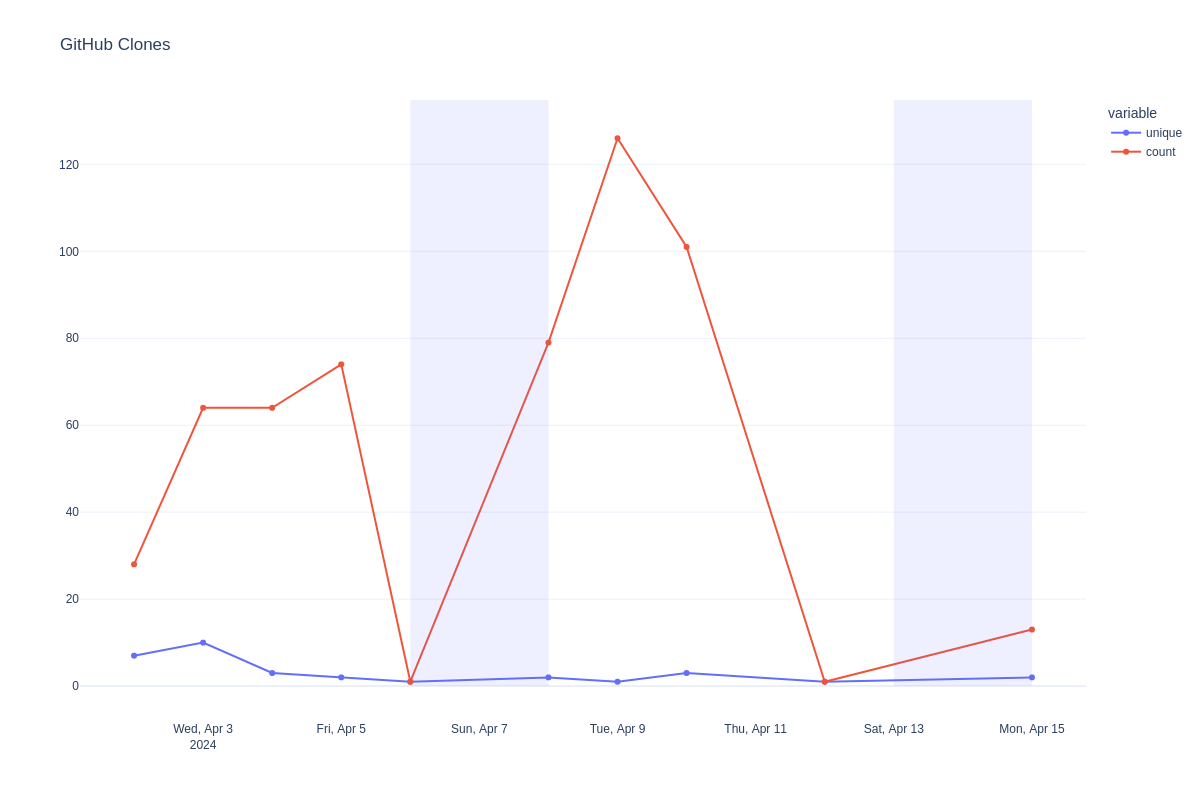 GitHub Clones
variable
unique
count
120
100
80
60
40
20
0
Wed, Apr 3
2024
Fri, Apr 5
Sun, Apr 7
Tue, Apr 9
Thu, Apr 11
Sat, Apr 13
Mon, Apr 15